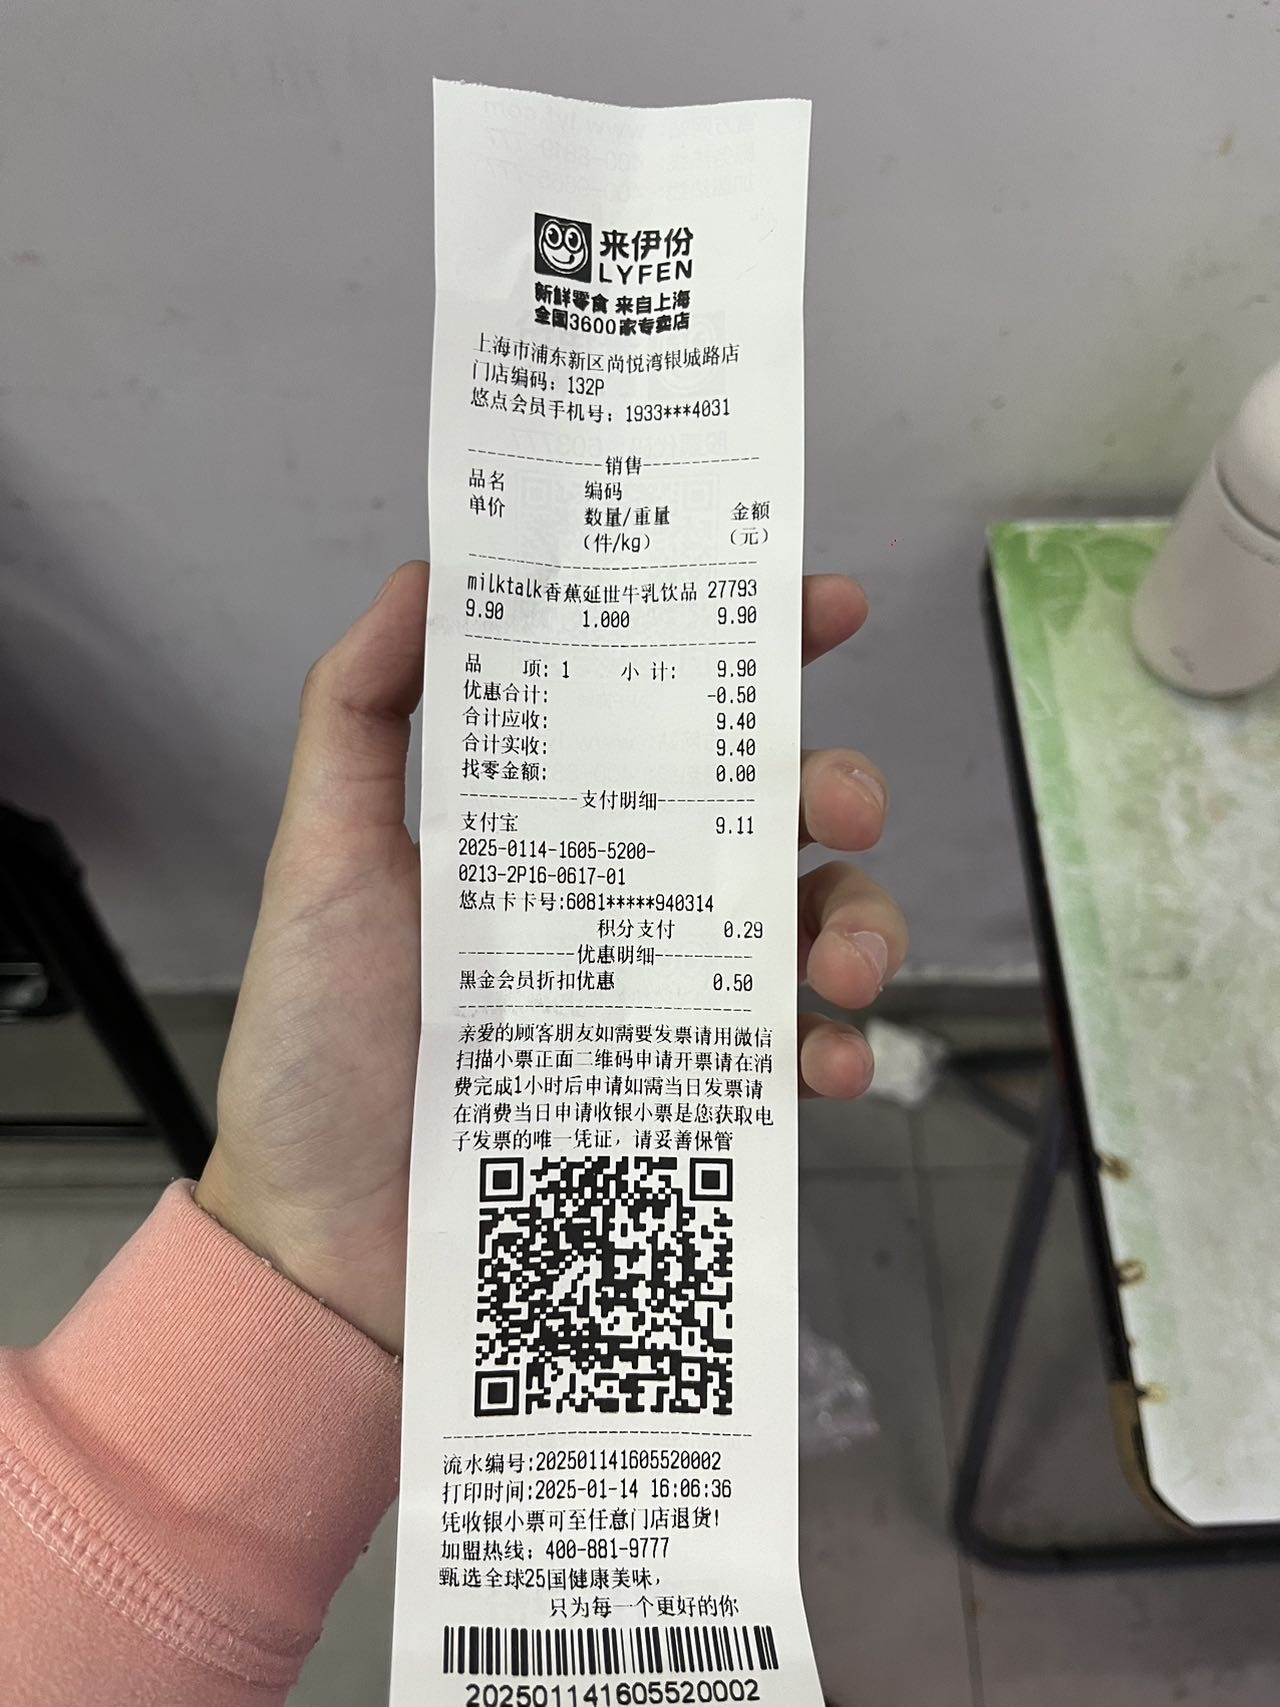 来伊份
LYFEN
新鲜零食 来自上海
全国3600家专卖店
上海市浦东新区尚悦湾银城路店
门店编码：132P
悠点会员手机号：1933***4031
------------销售------------
品名 编码
单价 数量/重量 金额
（件/kg） （元）
milktalk香蕉延世牛乳饮品 27793
9.90 1.000 9.90
品 项: 1 小 计: 9.90
优惠合计: -0.50
合计应收: 9.40
合计实收: 9.40
找零金额: 0.00
------------支付明细----------
支付宝 9.11
2025-0114-1605-5200-
0213-2P16-0617-01
悠点卡卡号:6081*****940314
积分支付 0.29
------------优惠明细----------
黑金会员折扣优惠 0.50
亲爱的顾客朋友如需要发票请用微信
扫描小票正面二维码申请开票请在消
费完成1小时后申请如需当日发票请
在消费当日申请收银小票是您获取电
子发票的唯一凭证，请妥善保管
流水编号:202501141605520002
打印时间:2025-01-14 16:06:36
凭收银小票可至任意门店退货!
加盟热线：400-881-9777
甄选全球25国健康美味，
只为每一个更好的你
202501141605520002